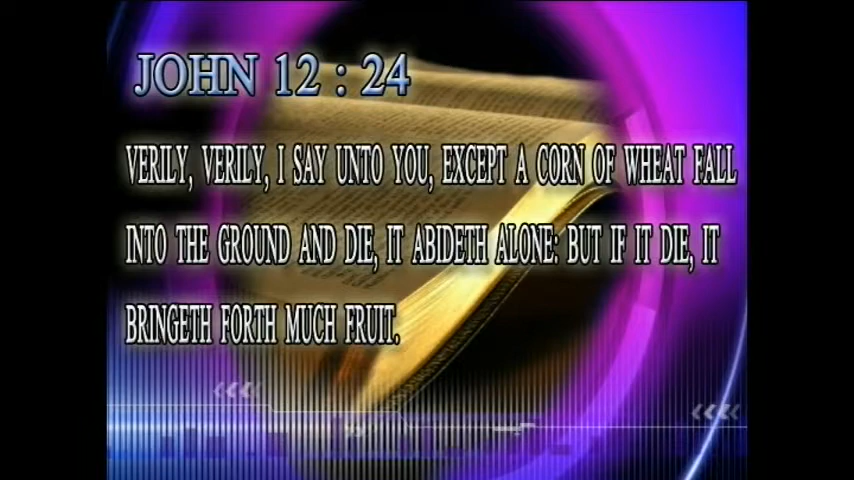 JOHN 12 : 24
VERILY, VERILY, I SAY UNTO YOU, EXCEPT A CORN OF WHEAT FALL
INTO THE GROUND AND DIE, IT ABIDETH ALONE: BUT IF IT DIE, IT
BRINGETH FORTH MUCH FRUIT.